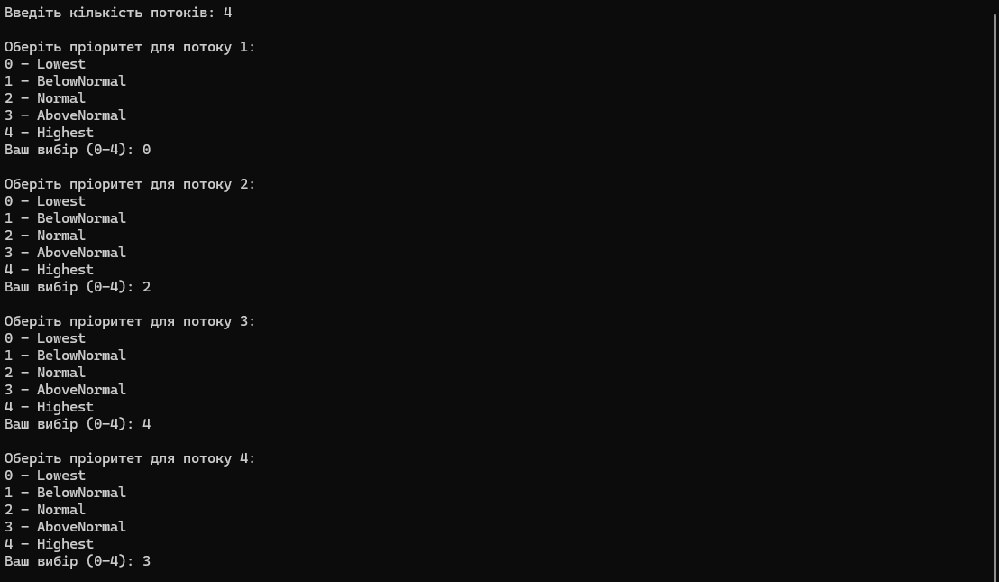 Введіть кількість потоків: 4
Оберіть пріоритет для потоку 1:
0 – Lowest
1 – BelowNormal
2 – Normal
3 – AboveNormal
4 – Highest
Ваш вибір (0–4): 0
Оберіть пріоритет для потоку 2:
0 – Lowest
1 – BelowNormal
2 – Normal
3 – AboveNormal
4 – Highest
Ваш вибір (0–4): 2
Оберіть пріоритет для потоку 3:
0 – Lowest
1 – BelowNormal
2 – Normal
3 – AboveNormal
4 – Highest
Ваш вибір (0–4): 4
Оберіть пріоритет для потоку 4:
0 – Lowest
1 – BelowNormal
2 – Normal
3 – AboveNormal
4 – Highest
Ваш вибір (0–4): 3